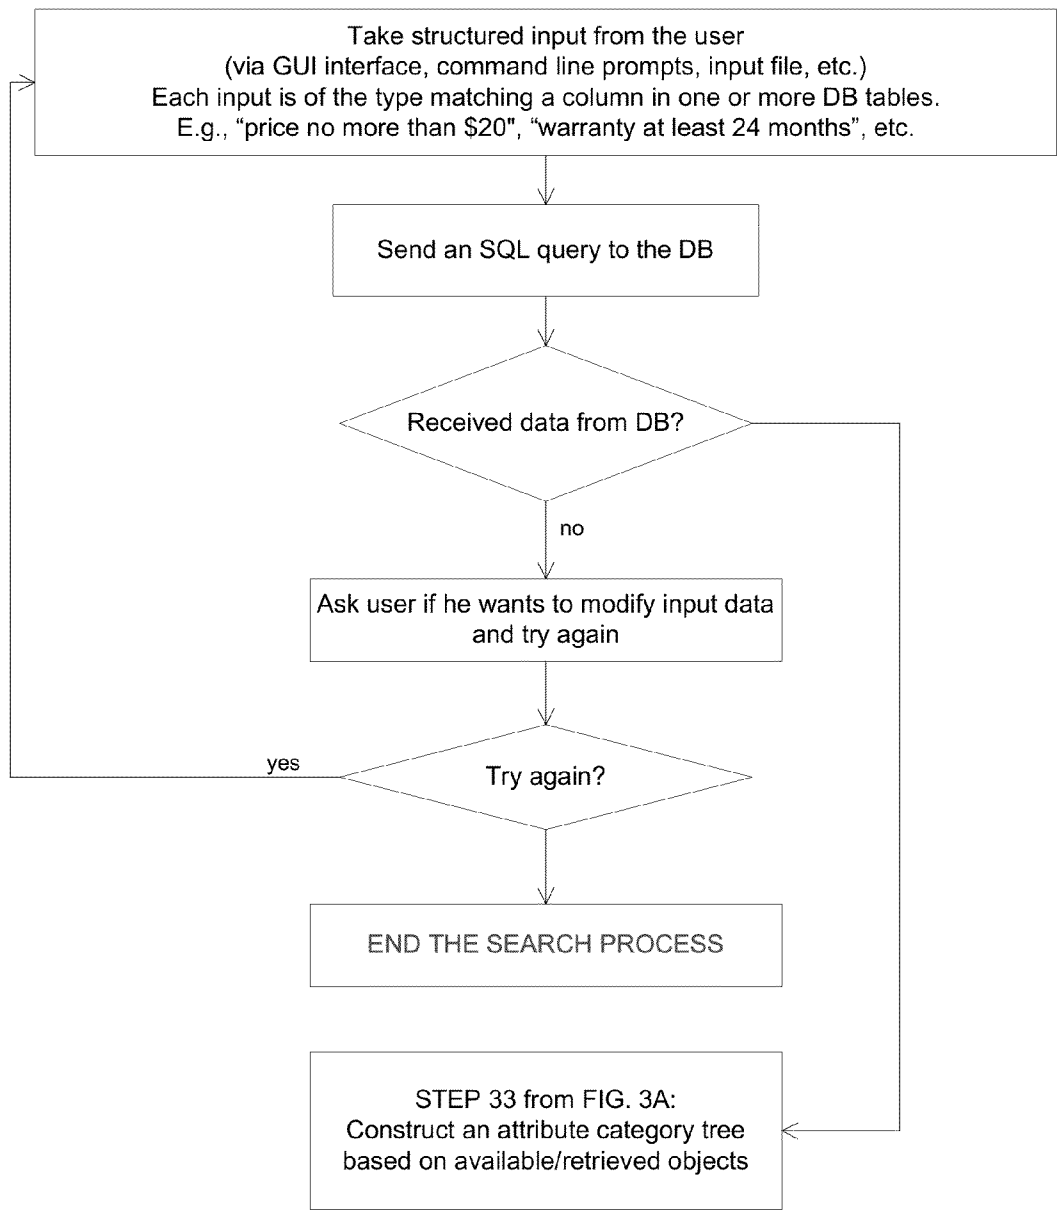 Take structured input from the user
(via GUI interface, command line prompts, input file, etc.)
Each input is of the type matching a column in one or more DB tables.
E.g., “price no more than $20", “warranty at least 24 months”, etc.
Send an SQL query to the DB
Received data from DB?
no
Ask user if he wants to modify input data
and try again
yes
Try again?
END THE SEARCH PROCESS
STEP 33 from FIG. 3A:
Construct an attribute category tree
based on available/retrieved objects